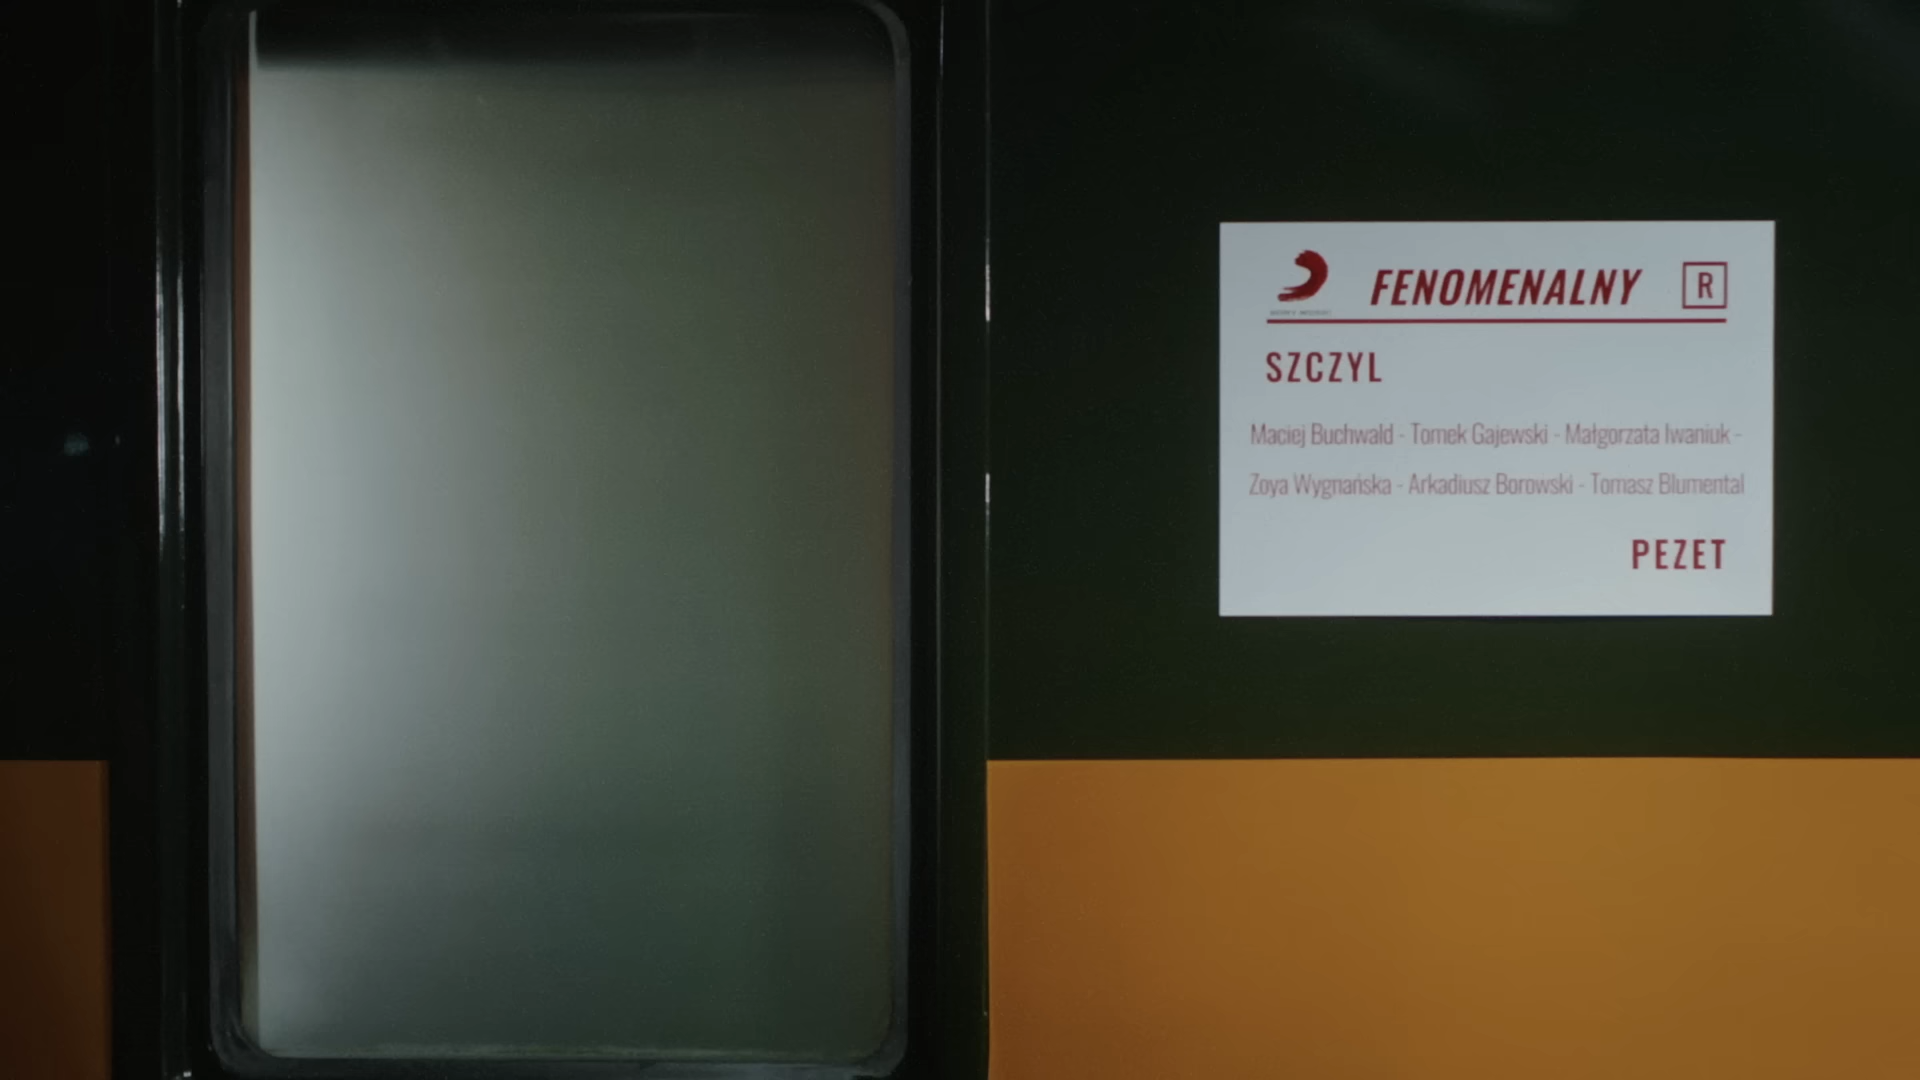 FENOMENALNY R
SZCZYL
Maciej Buchwald - Tomek Gajewski - Małgorzata Iwaniuk -
Zoya Wygnańska - Arkadiusz Borowski - Tomasz Blumental
PEZET